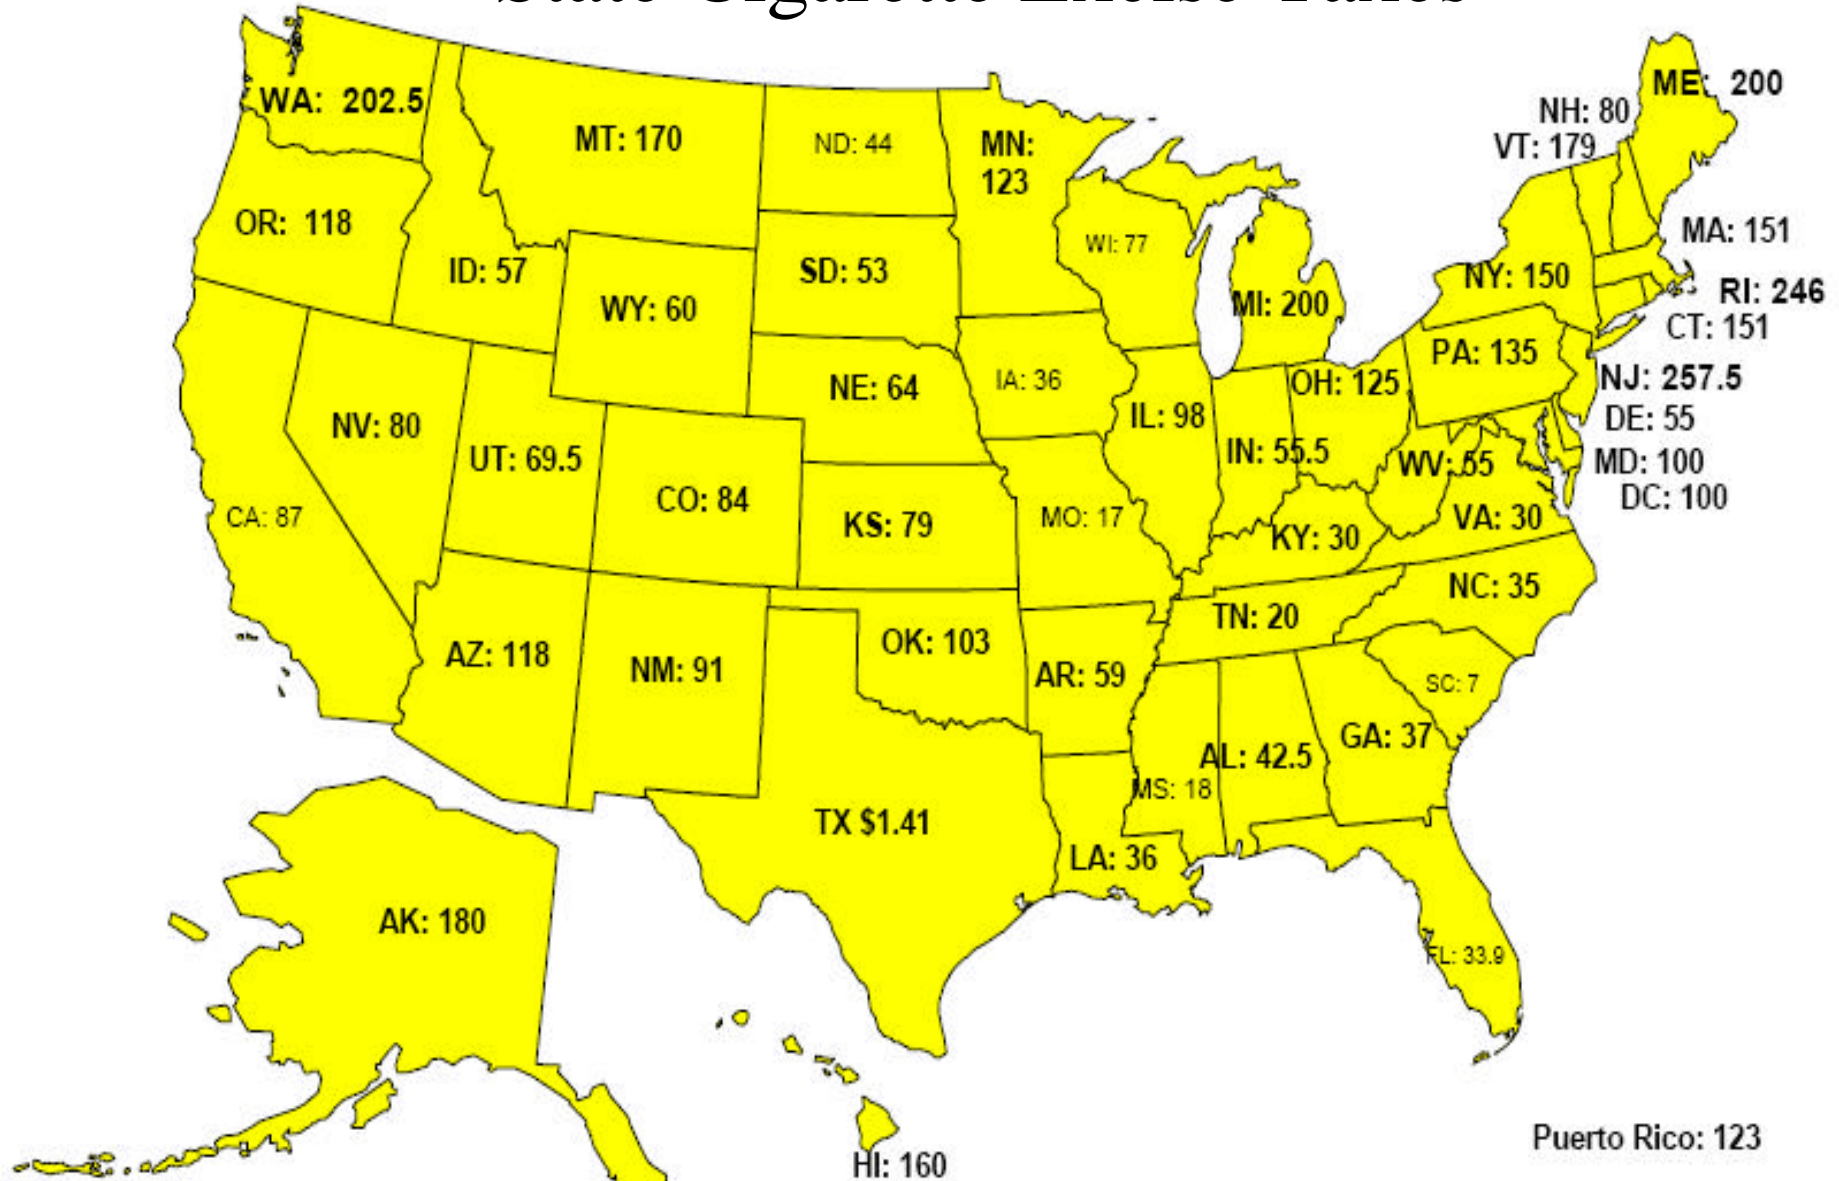 State Cigarette Excise Taxes
WA: 202.5
MT: 170
ND: 44
MN:
123
ME: 200
NH: 80
VT: 179
OR: 118
ID: 57
WY: 60
SD: 53
WI: 77
MI: 200
NY: 150
MA: 151
RI: 246
CT: 151
PA: 135
NJ: 257.5
DE: 55
MD: 100
DC: 100
NV: 80
UT: 69.5
NE: 64
IA: 36
IL: 98
IN: 55.5
OH: 125
WV: 55
VA: 30
CA: 87
CO: 84
KS: 79
MO: 17
KY: 30
NC: 35
TN: 20
AZ: 118
NM: 91
OK: 103
AR: 59
SC: 7
GA: 37
AL: 42.5
MS: 18
TX $1.41
LA: 36
AK: 180
FL: 33.9
HI: 160
Puerto Rico: 123